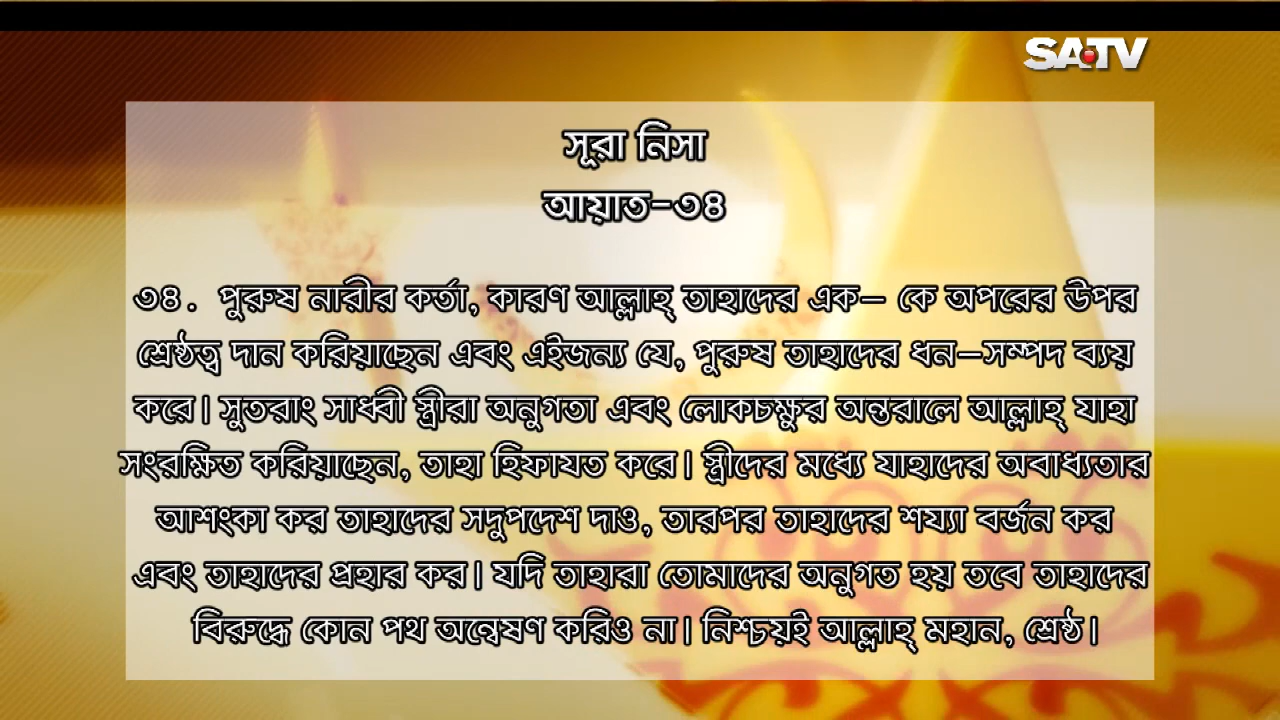 SATV
সূরা নিসা
আয়াত-৩৪
৩৪. পুরুষ নারীর কর্তা, কারণ আল্লাহ্ তাহাদের এক— কে অপরের উপর
শ্রেষ্ঠত্ব দান করিয়াছেন এবং এইজন্য যে, পুরুষ তাহাদের ধন—সম্পদ ব্যয়
করে। সুতরাং সাধ্বী স্ত্রীরা অনুগতা এবং লোকচক্ষুর অন্তরালে আল্লাহ্ যাহা
সংরক্ষিত করিয়াছেন, তাহা হিফাযত করে। স্ত্রীদের মধ্যে যাহাদের অবাধ্যতার
আশংকা কর তাহাদের সদুপদেশ দাও, তারপর তাহাদের শয্যা বর্জন কর
এবং তাহাদের প্রহার কর। যদি তাহারা তোমাদের অনুগত হয় তবে তাহাদের
বিরুদ্ধে কোন পথ অন্বেষণ করিও না। নিশ্চয়ই আল্লাহ্ মহান, শ্রেষ্ঠ।